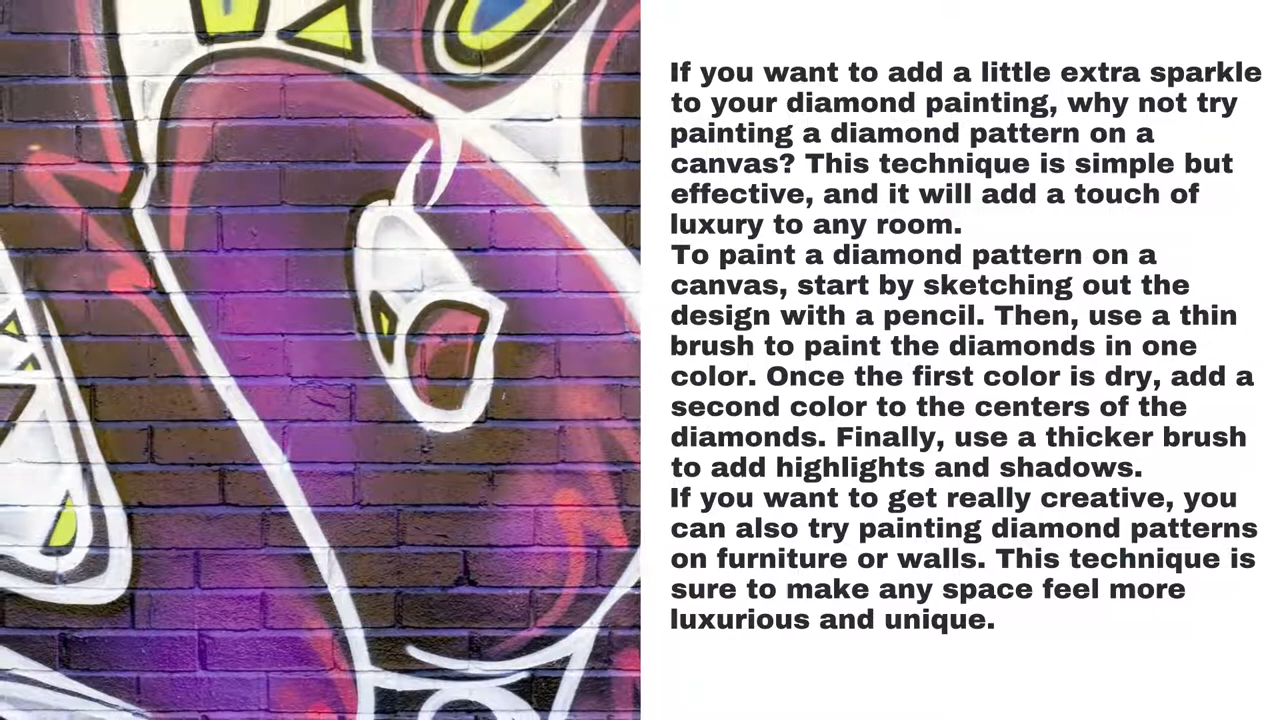 If you want to add a little extra sparkle
to your diamond painting, why not try
painting a diamond pattern on a
canvas? This technique is simple but
effective, and it will add a touch of
luxury to any room.
To paint a diamond pattern on a
canvas, start by sketching out the
design with a pencil. Then, use a thin
brush to paint the diamonds in one
color. Once the first color is dry, add a
second color to the centers of the
diamonds. Finally, use a thicker brush
to add highlights and shadows.
If you want to get really creative, you
can also try painting diamond patterns
on furniture or walls. This technique is
sure to make any space feel more
luxurious and unique.